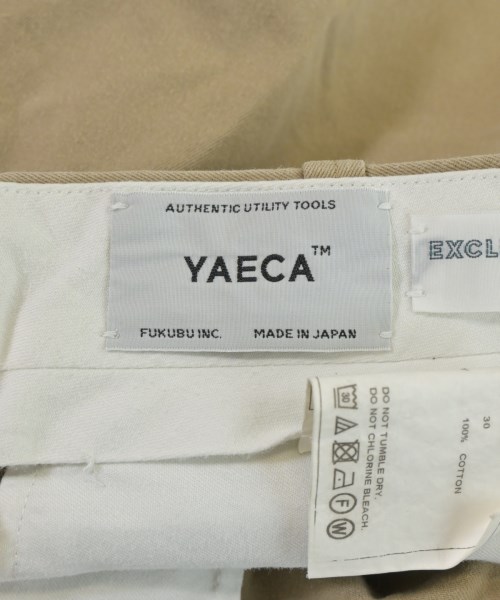 AUTHENTIC UTILITY TOOLS
YAECA™
FUKUBU INC. MADE IN JAPAN
EXCL
30
100% COTTON
DO NOT TUMBLE DRY.
DO NOT CHLORINE BLEACH.
30
F
W